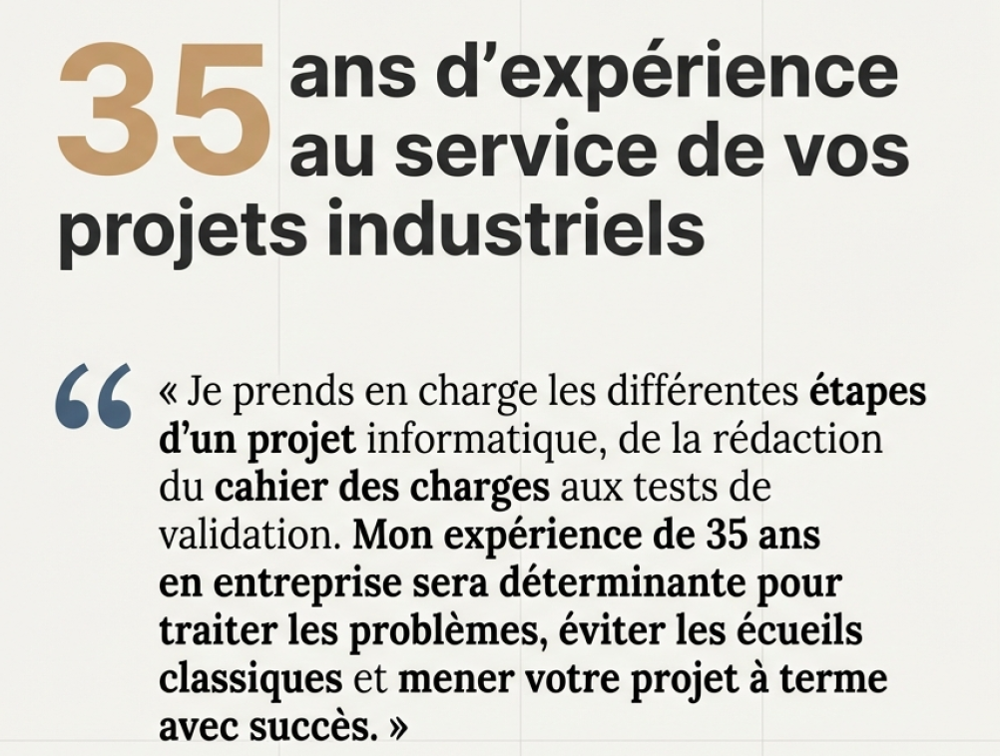 35 ans d’expérience
au service de vos
projets industriels
“
« Je prends en charge les différentes étapes
d’un projet informatique, de la rédaction
du cahier des charges aux tests de
validation. Mon expérience de 35 ans
en entreprise sera déterminante pour
traiter les problèmes, éviter les écueils
classiques et mener votre projet à terme
avec succès. »